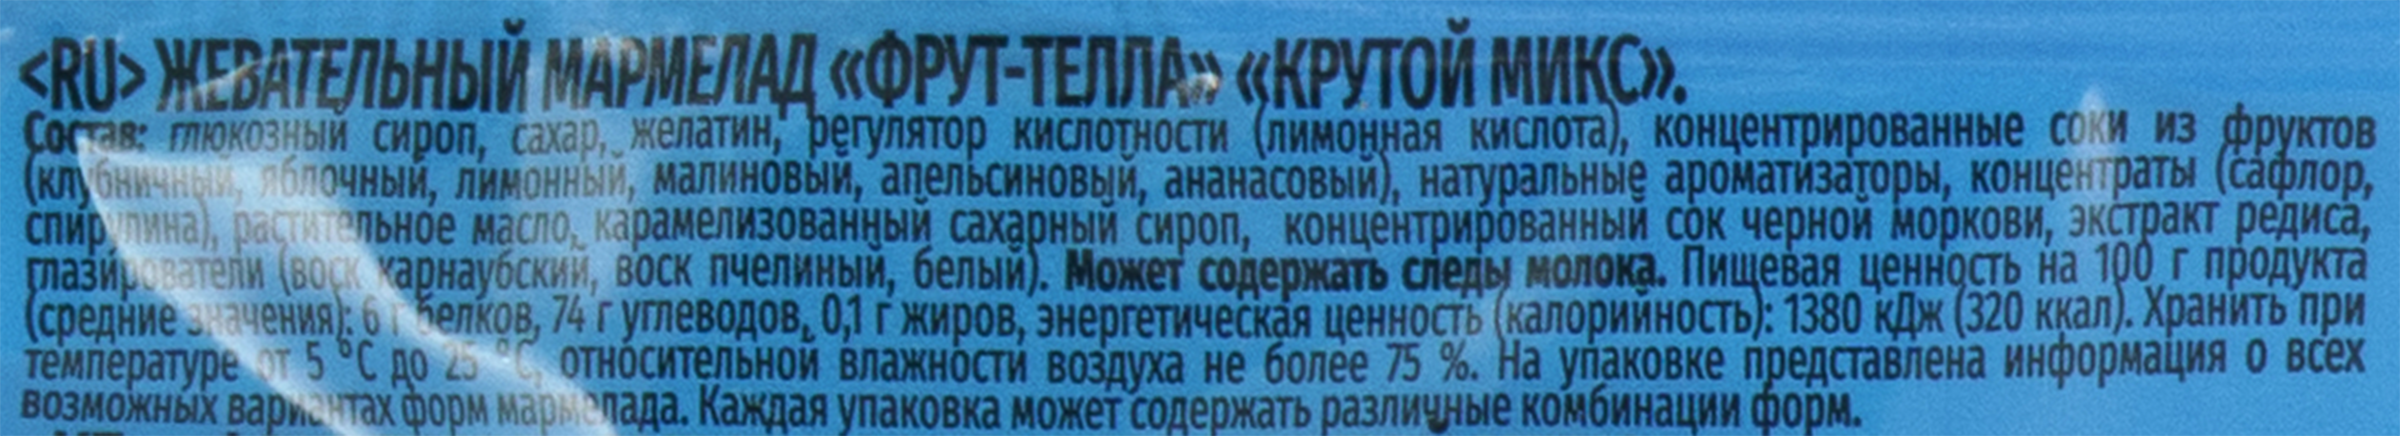 <RU> ЖЕВАТЕЛЬНЫЙ МАРМЕЛАД «ФРУТ-ТЕЛЛА» «КРУТОЙ МИКС».
Состав: глюкозный сироп, сахар, желатин, регулятор кислотности (лимонная кислота), концентрированные соки из фруктов
(клубничный, яблочный, лимонный, малиновый, апельсиновый, ананасовый), натуральные ароматизаторы, концентраты (сафлор,
спирулина), растительное масло, карамелизованный сахарный сироп, концентрированный сок черной моркови, экстракт редиса,
глазирователи (воск карнаубский, воск пчелиный, белый). Может содержать следы молока. Пищевая ценность на 100 г продукта
(средние значения): 6 г белков, 74 г углеводов, 0,1 г жиров, энергетическая ценность (калорийность): 1380 кДж (320 ккал). Хранить при
температуре от 5 °С до 25 °С, относительной влажности воздуха не более 75 %. На упаковке представлена информация о всех
возможных вариантах форм мармелада. Каждая упаковка может содержать различные комбинации форм.